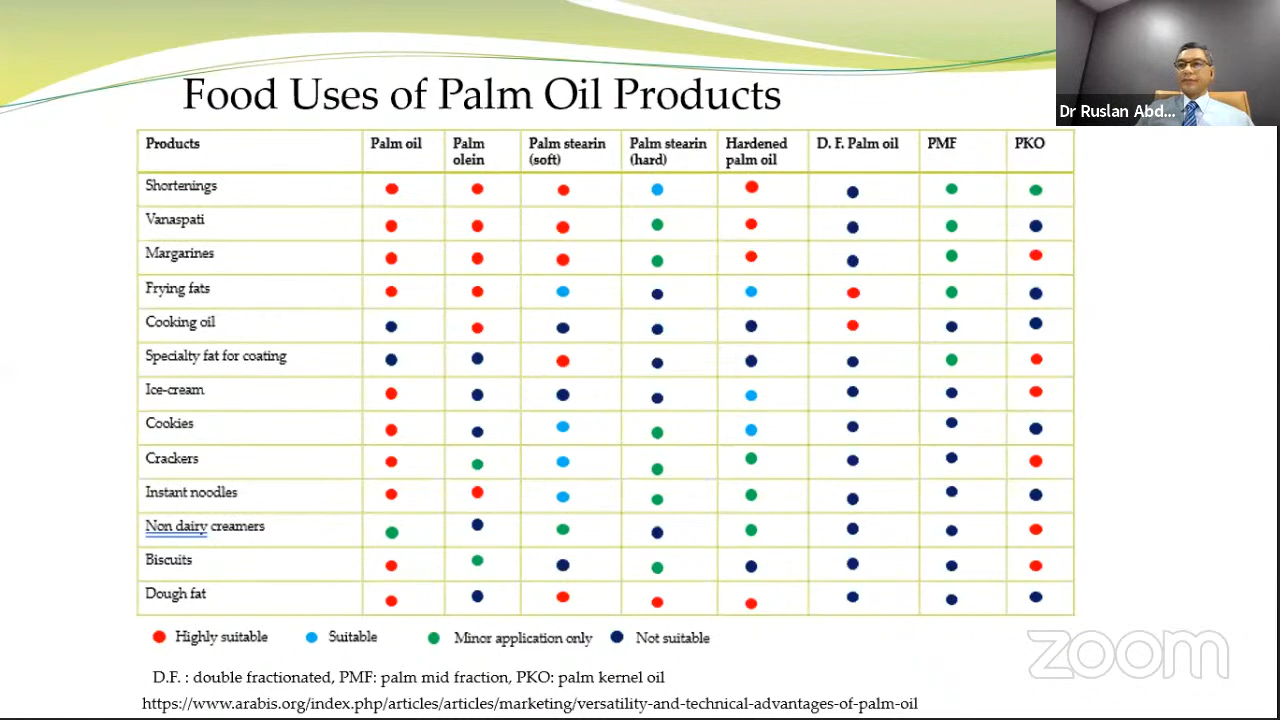 Dr Ruslan Abd...
Food Uses of Palm Oil Products
Products Palm oil Palm olein Palm stearin (soft) Palm stearin (hard) Hardened palm oil D. F. Palm oil PMF PKO
Shortenings
Vanaspati
Margarines
Frying fats
Cooking oil
Specialty fat for coating
Ice-cream
Cookies
Crackers
Instant noodles
Non dairy creamers
Biscuits
Dough fat
Highly suitable Suitable Minor application only Not suitable
zoom
D.F. : double fractionated, PMF: palm mid fraction, PKO: palm kernel oil
https://www.arabis.org/index.php/articles/articles/marketing/versatility-and-technical-advantages-of-palm-oil